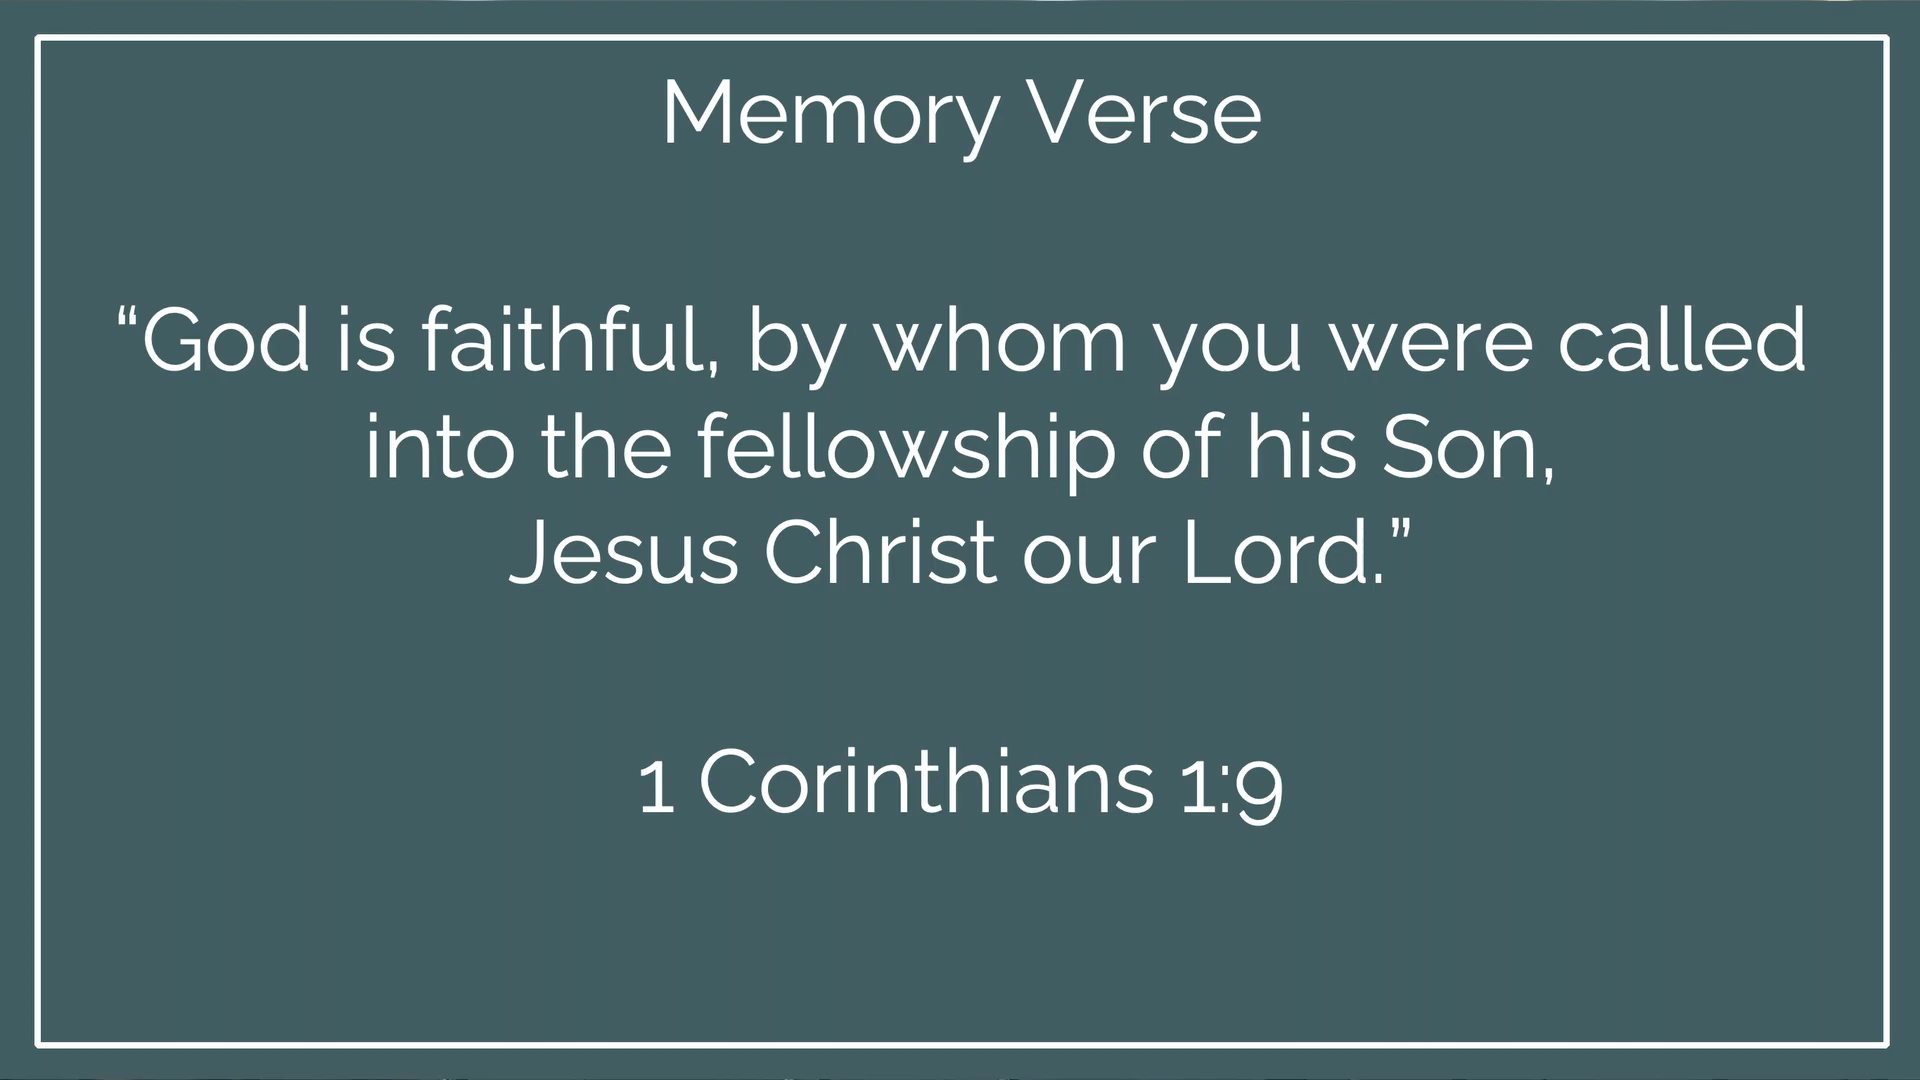 Memory Verse
“God is faithful, by whom you were called
into the fellowship of his Son,
Jesus Christ our Lord.”
1 Corinthians 1:9